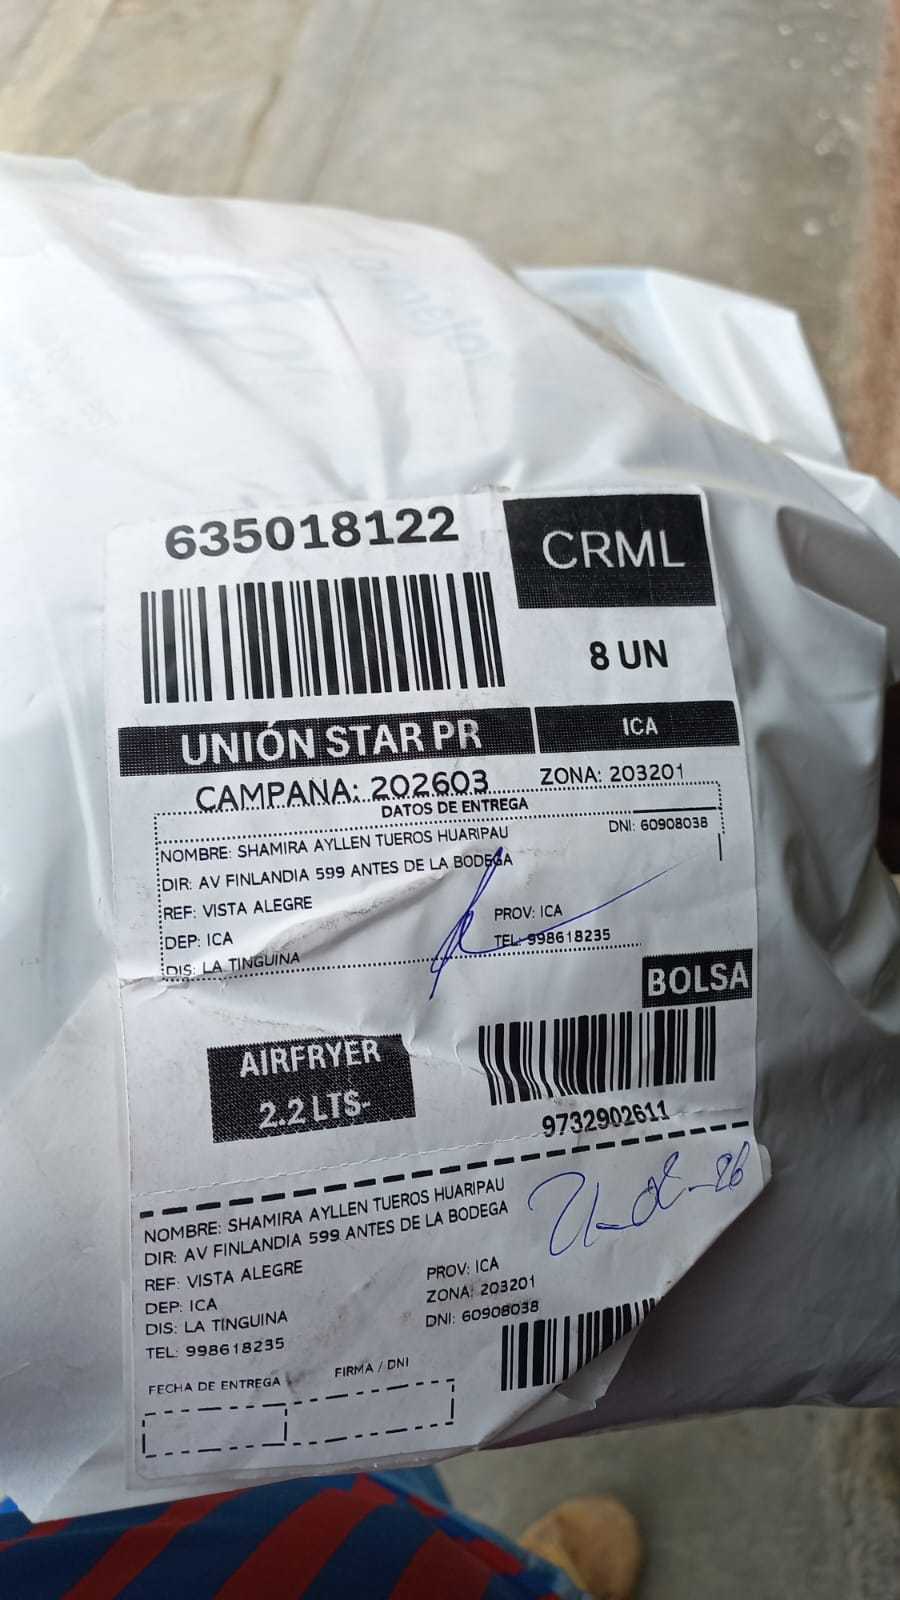 635018122
CRML
8 UN
UNIÓN STAR PR
ICA
CAMPAÑA: 202603
ZONA: 203201
DATOS DE ENTREGA
NOMBRE: SHAMIRA AYLLEN TUEROS HUARIPAU
DNI: 60908038
DIR: AV FINLANDIA 599 ANTES DE LA BODEGA
REF: VISTA ALEGRE
DEP: ICA
PROV: ICA
DIS: LA TINGUINA
TEL: 998618235
BOLSA
AIRFRYER
2.2 LTS-
9732902611
NOMBRE: SHAMIRA AYLLEN TUEROS HUARIPAU
DIR: AV FINLANDIA 599 ANTES DE LA BODEGA
REF: VISTA ALEGRE
PROV: ICA
DEP: ICA
ZONA: 203201
DIS: LA TINGUINA
DNI: 60908038
TEL: 998618235
FECHA DE ENTREGA
FIRMA / DNI